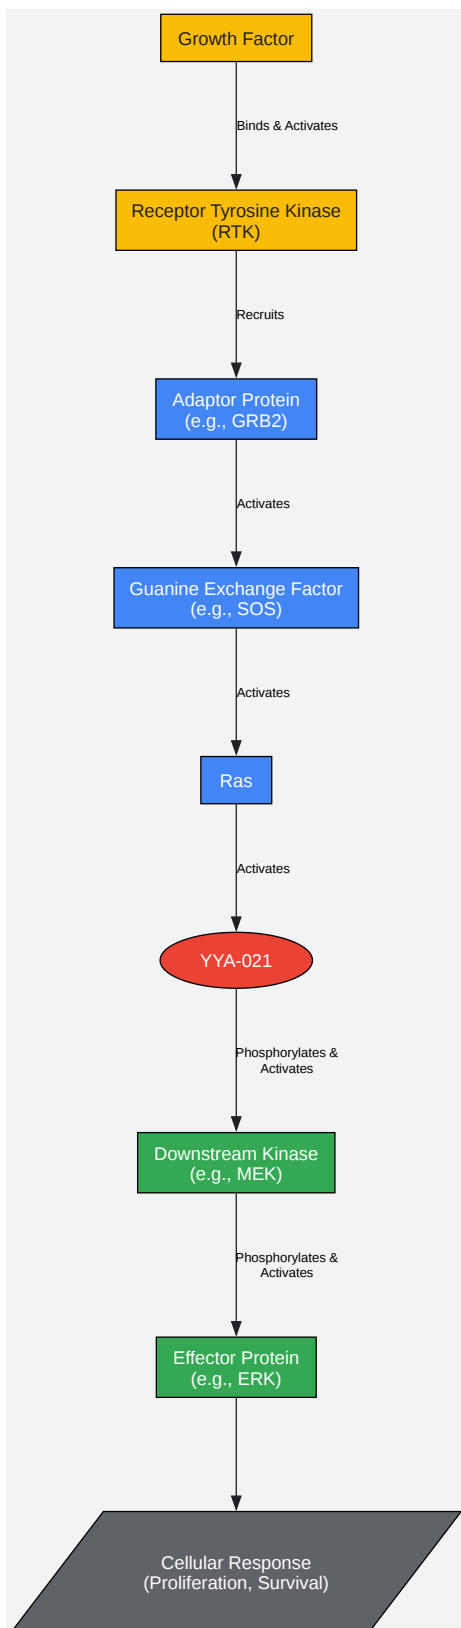 Growth Factor
Binds & Activates
Receptor Tyrosine Kinase
(RTK)
Recruits
Adaptor Protein
(e.g., GRB2)
Activates
Guanine Exchange Factor
(e.g., SOS)
Activates
Ras
Activates
YYA-021
Phosphorylates &
Activates
Downstream Kinase
(e.g., MEK)
Phosphorylates &
Activates
Effector Protein
(e.g., ERK)
Cellular Response
(Proliferation, Survival)